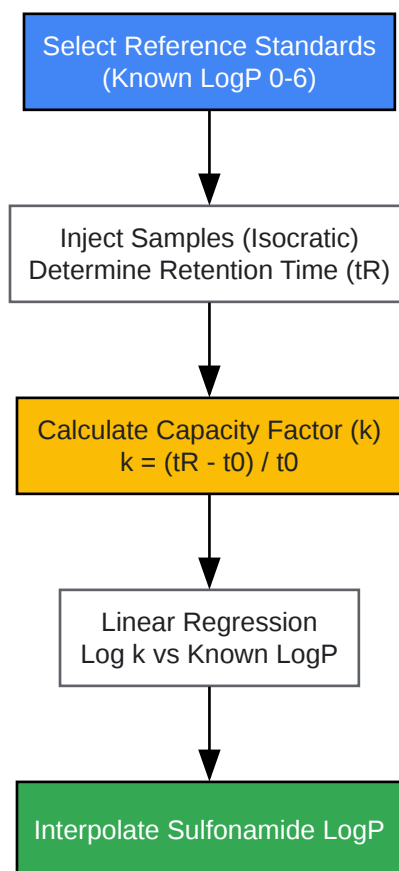 Select Reference Standards
(Known LogP 0-6)
Inject Samples (Isocratic)
Determine Retention Time (tR)
Calculate Capacity Factor (k)
k = (tR - t0) / t0
Linear Regression
Log k vs Known LogP
Interpolate Sulfonamide LogP